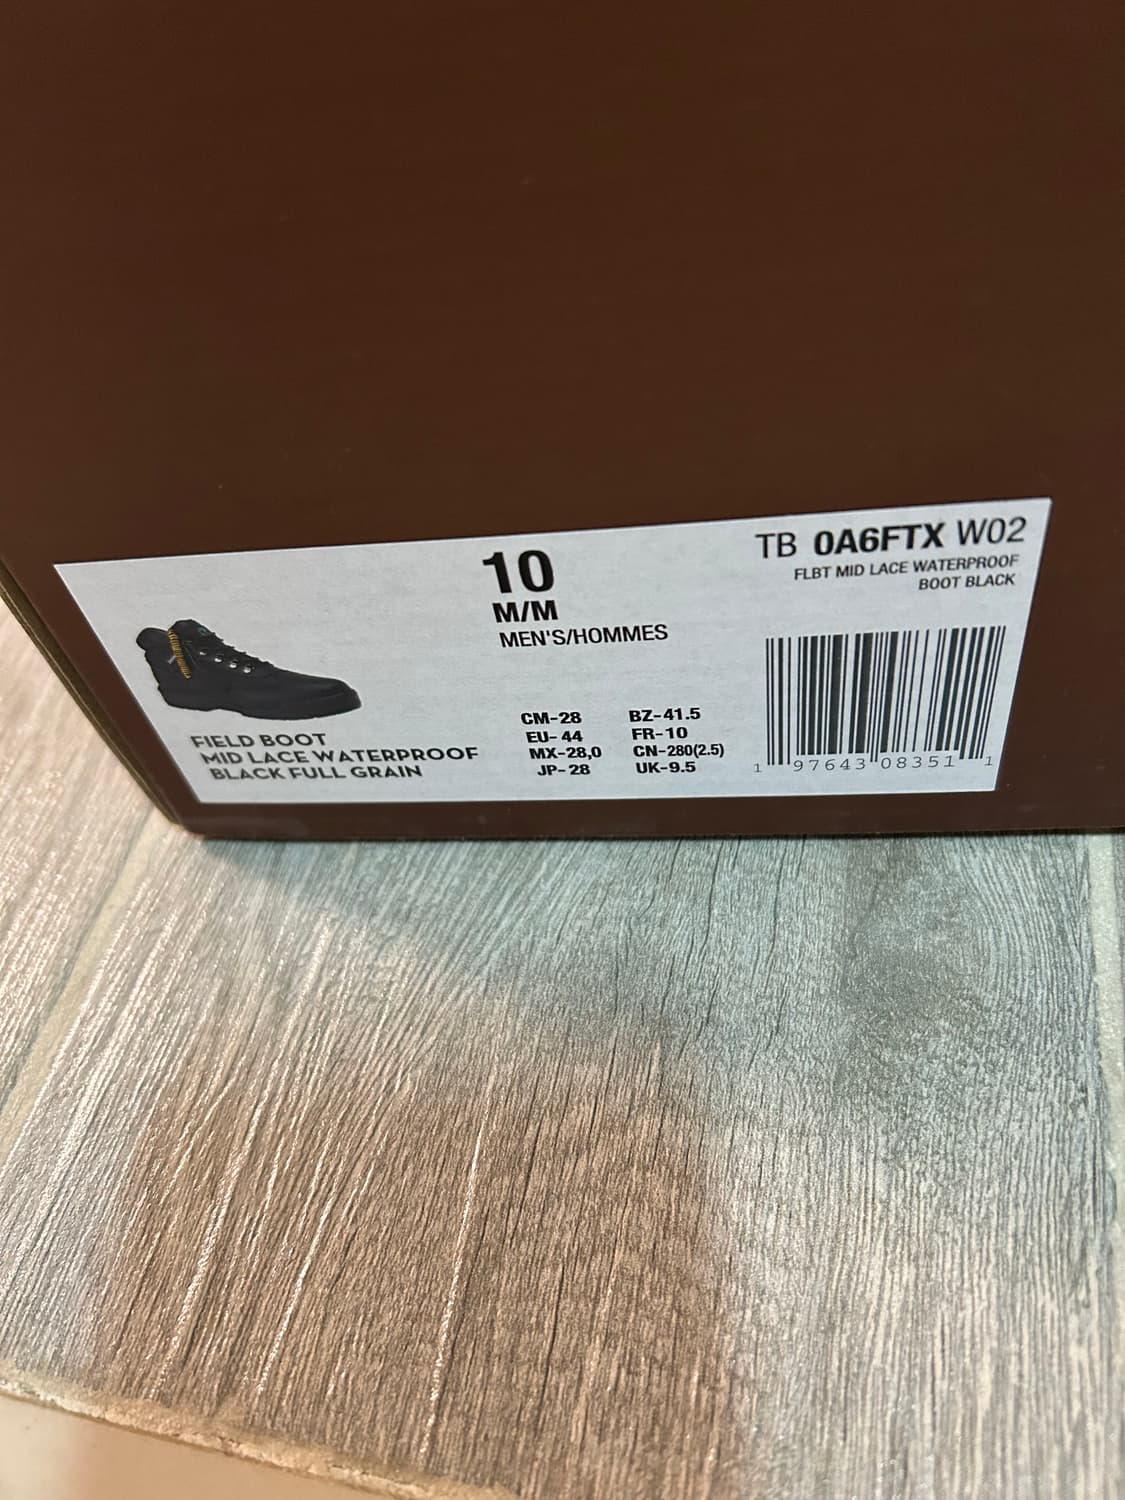 10
M/M
MEN'S/HOMMES
TB 0A6FTX W02
FLBT MID LACE WATERPROOF
BOOT BLACK
FIELD BOOT
MID LACE WATERPROOF
BLACK FULL GRAIN
CM-28 BZ-41.5
EU-44 FR-10
MX-28,0 CN-280(2.5)
JP-28 UK-9.5
1 97643 08351 1